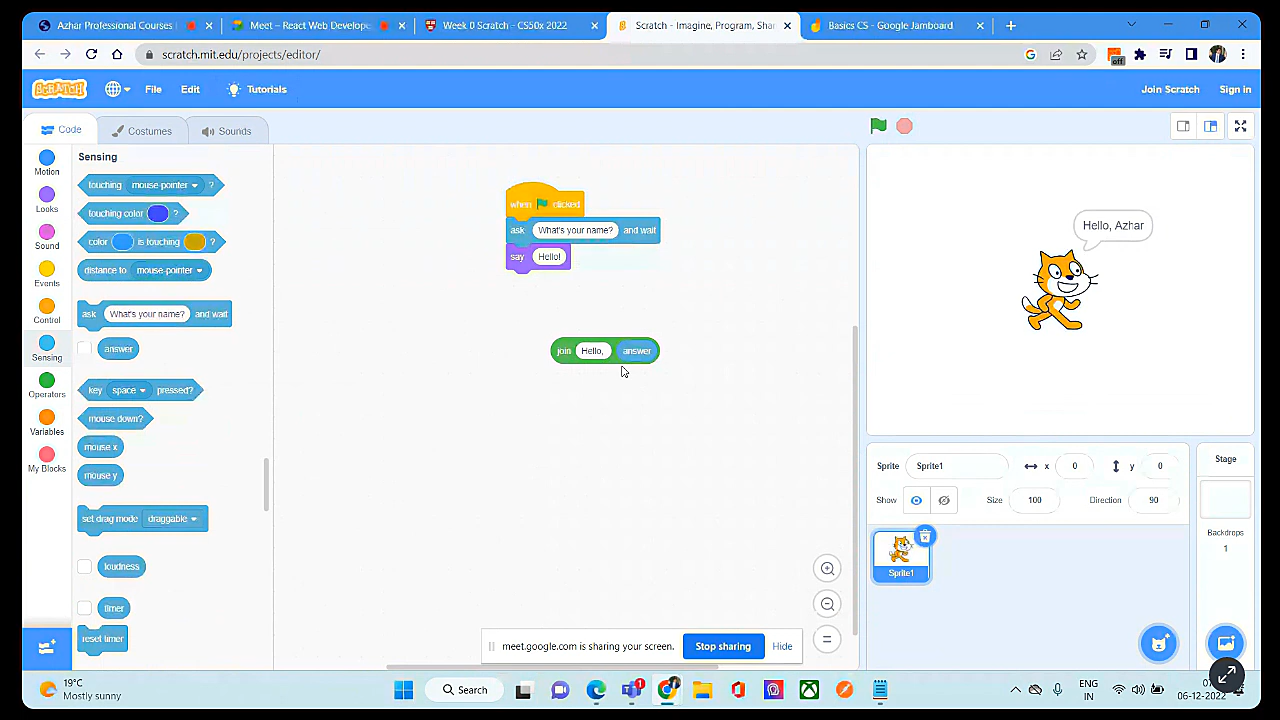 Azhar Professional Courses
Meet – React Web Develope
Week 0 Scratch - CS50x 2022
Scratch - Imagine, Program, Shar
Basics CS - Google Jamboard
scratch.mit.edu/projects/editor/
off
SCRATCH
File
Edit
Tutorials
Join Scratch
Sign in
Code
Costumes
Sounds
Motion
Looks
Sound
Events
Control
Sensing
Operators
Variables
My Blocks
Sensing
touching mouse-pointer ?
touching color ?
color is touching ?
distance to mouse-pointer
ask What's your name? and wait
answer
key space pressed?
mouse down?
mouse x
mouse y
set drag mode draggable
loudness
timer
reset timer
when clicked
ask What's your name? and wait
say Hello!
join Hello, answer
Hello, Azhar
Sprite Sprite1 x 0 y 0
Show Size 100 Direction 90
Sprite1
Stage
Backdrops
1
meet.google.com is sharing your screen.
Stop sharing
Hide
19°C
Mostly sunny
Search
ENG
IN
06-12-2022